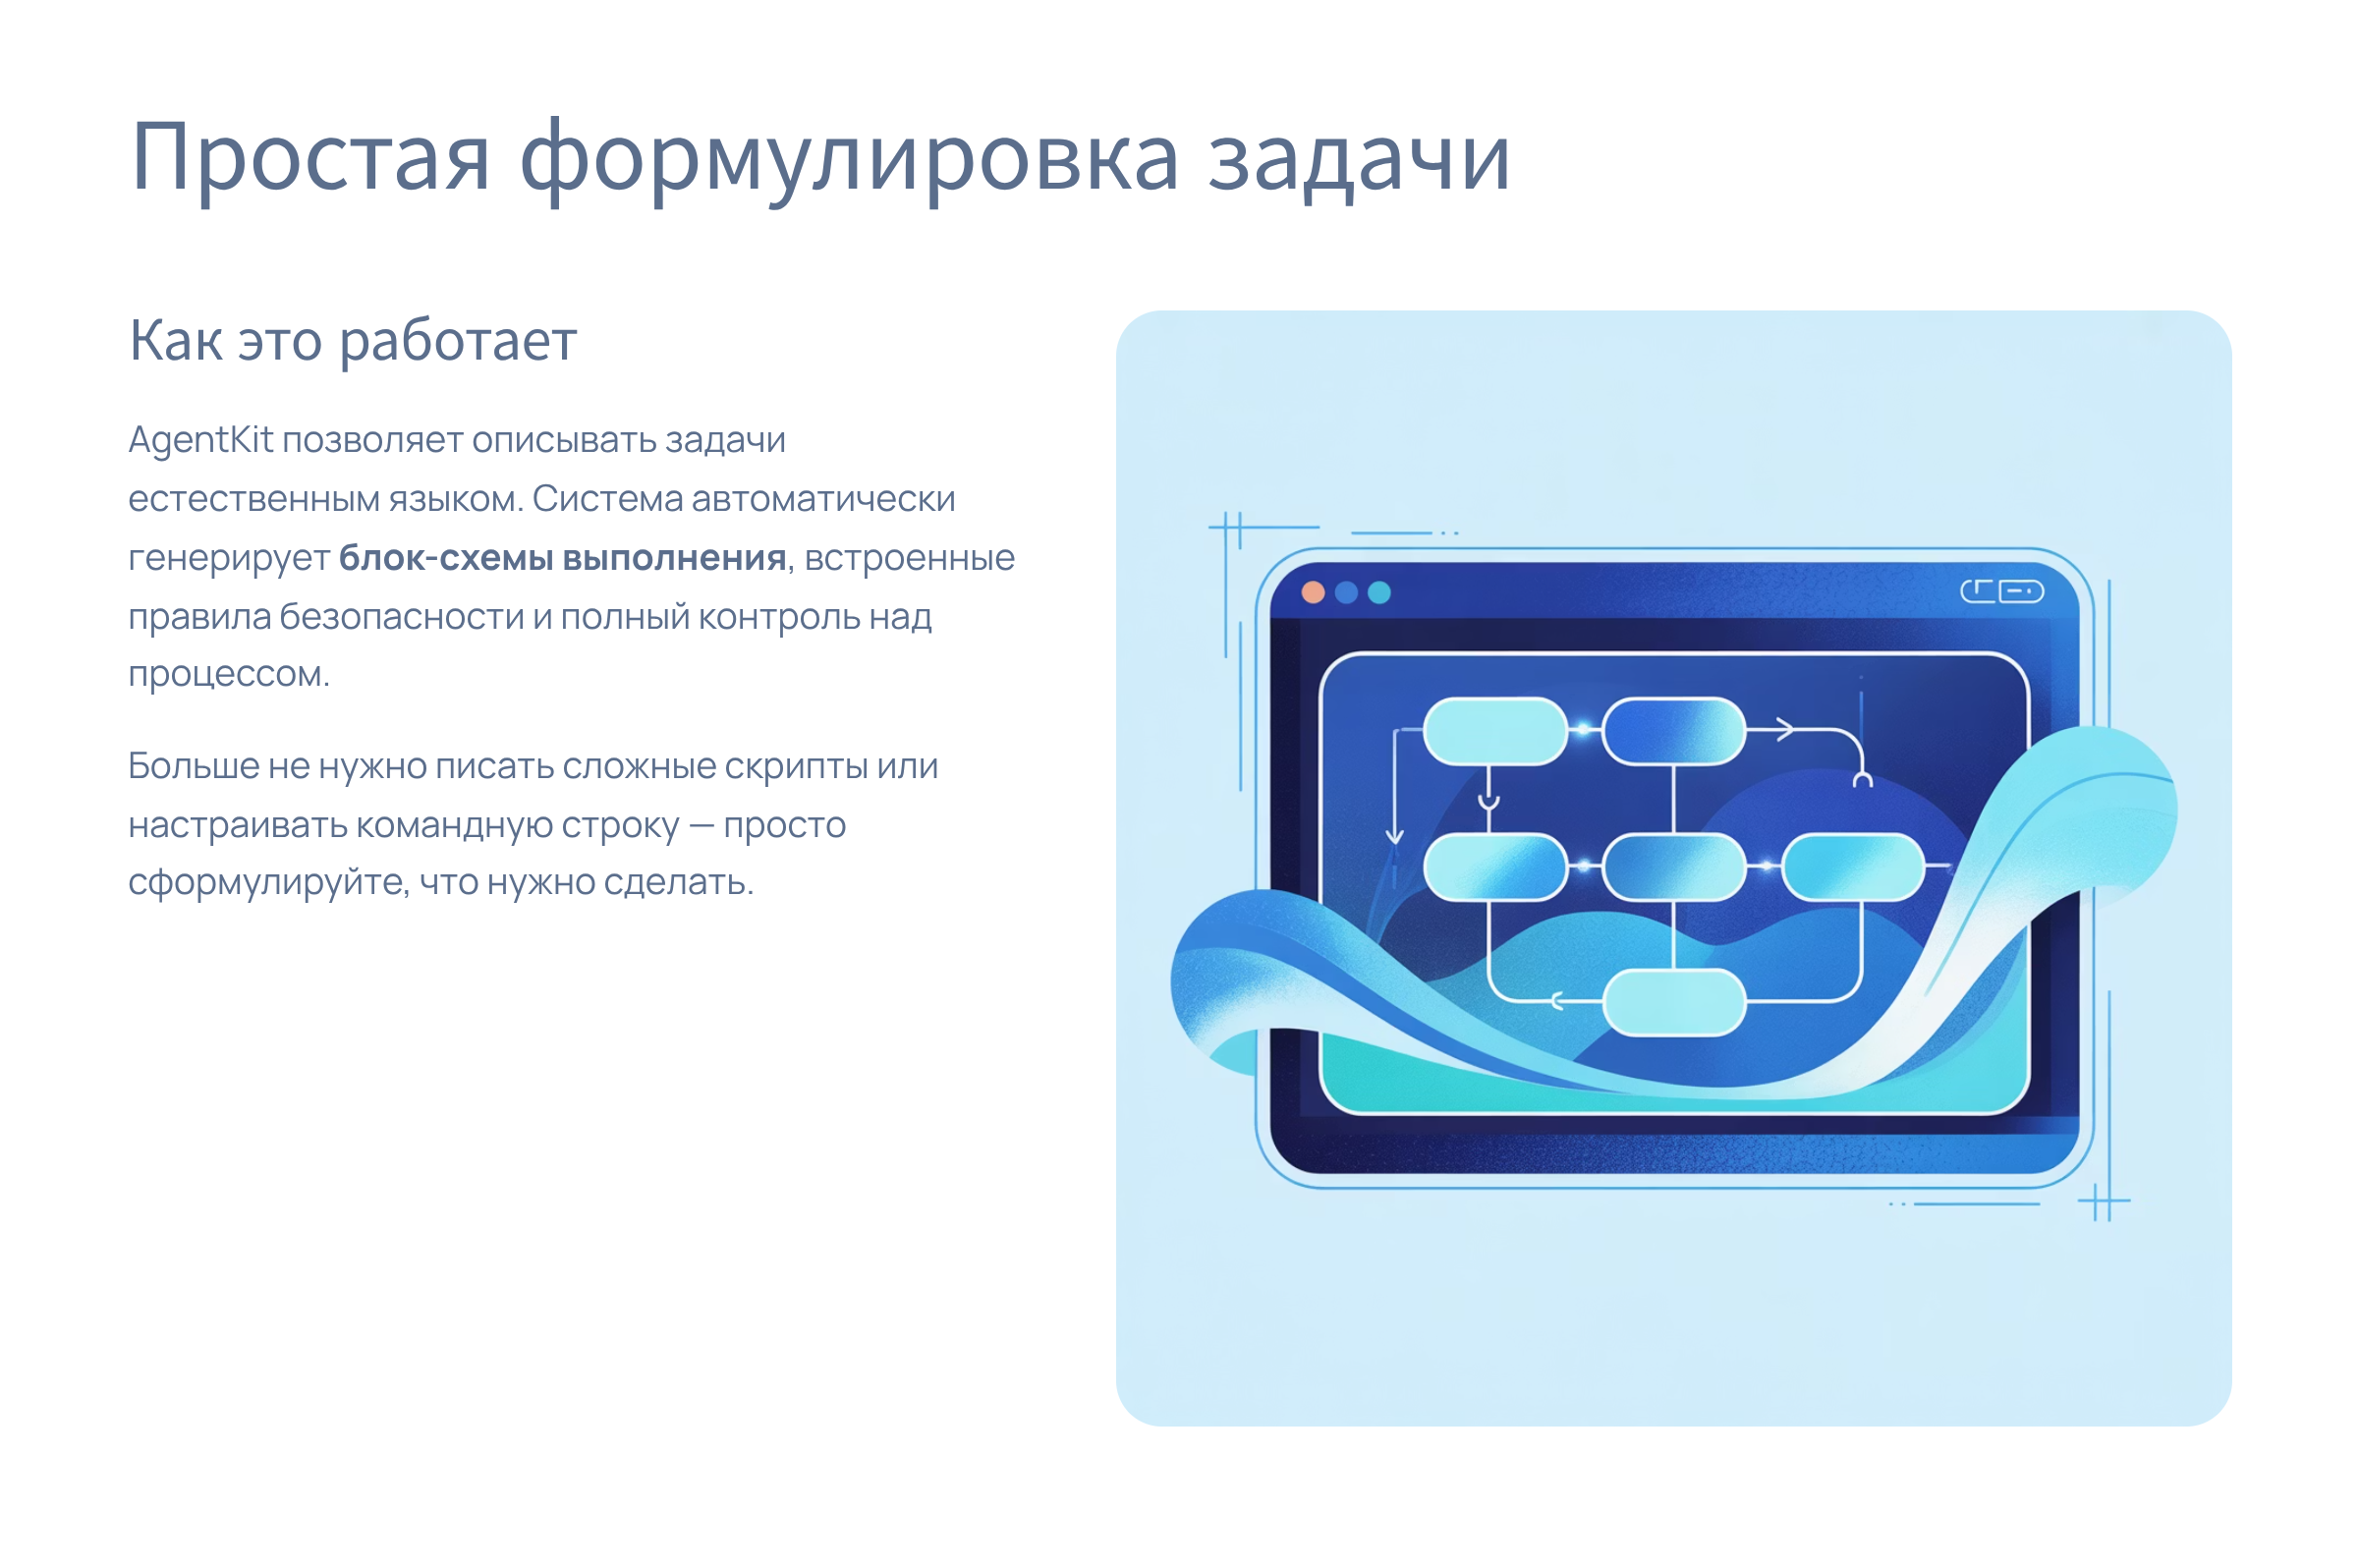 Простая формулировка задачи
Как это работает
AgentKit позволяет описывать задачи
естественным языком. Система автоматически
генерирует блок-схемы выполнения, встроенные
правила безопасности и полный контроль над
процессом.
Больше не нужно писать сложные скрипты или
настраивать командную строку — просто
сформулируйте, что нужно сделать.